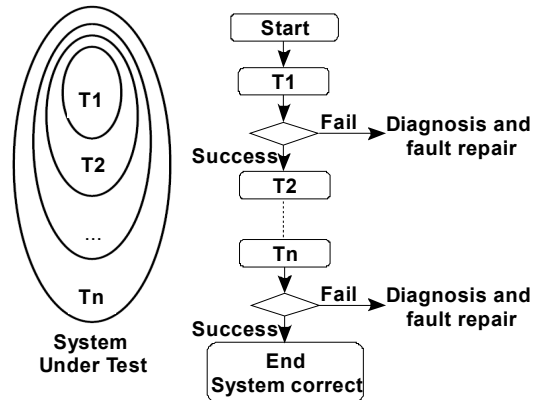 T1
T2
...
Tn
System
Under Test
Start
T1
Fail
Diagnosis and
fault repair
Success
T2
Tn
Fail
Diagnosis and
fault repair
Success
End
System correct